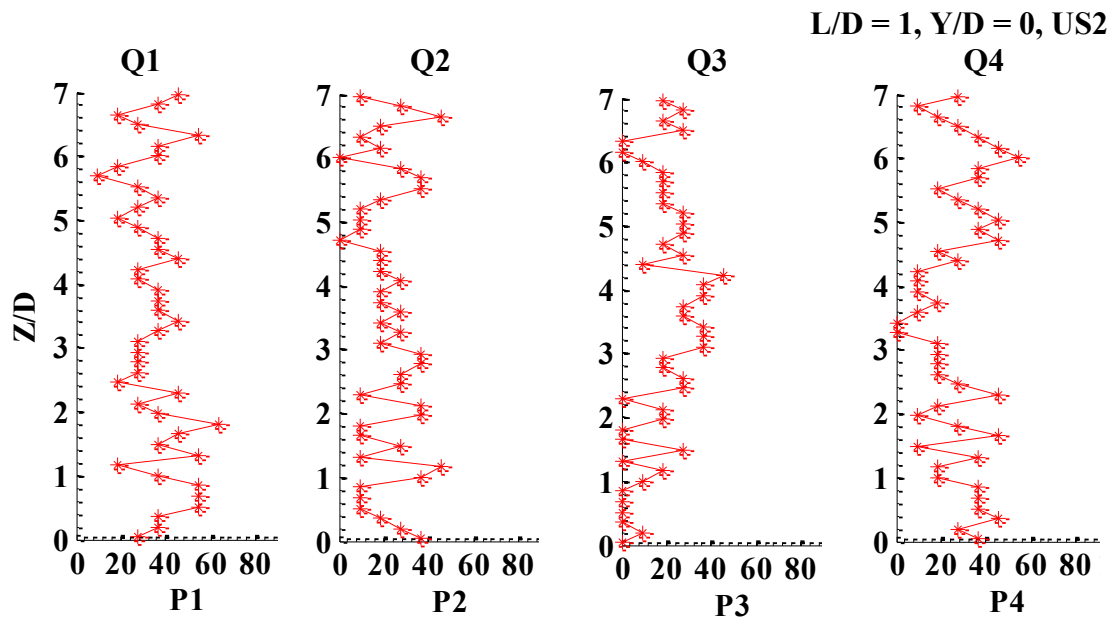 L/D = 1, Y/D = 0, US2
Q1 Q2 Q3 Q4
7 7 7 7
6 6 6 6
5 5 5 5
4 4 4 4
Z/D
3 3 3 3
2 2 2 2
1 1 1 1
0 0 0 0
0 20 40 60 80 0 20 40 60 80 0 20 40 60 80 0 20 40 60 80
P1 P2 P3 P4